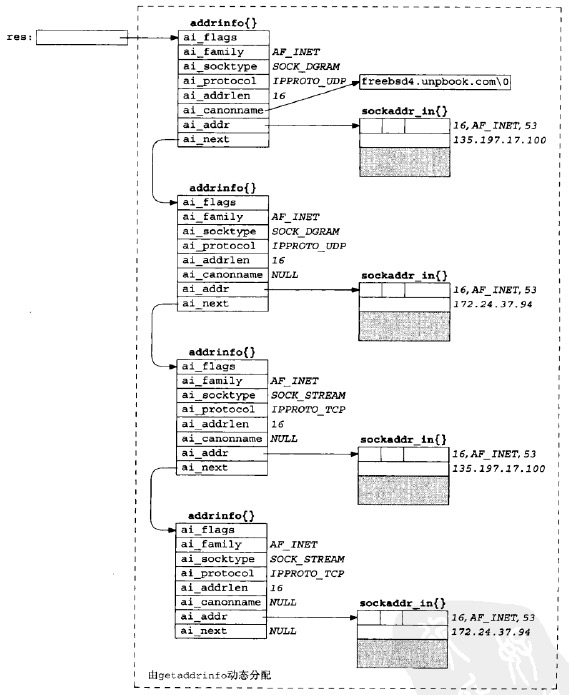 addrinfo{}
res:
ai_flags
ai_family AF_INET
ai_socktype SOCK_DGRAM
ai_protocol IPPROTO_UDP
freebsd4.unpbook.com\0
ai_addrlen 16
ai_canonname
sockaddr_in{}
ai_addr
16,AF_INET,53
ai_next
135.197.17.100
addrinfo{}
ai_flags
ai_family AF_INET
ai_socktype SOCK_DGRAM
ai_protocol IPPROTO_UDP
ai_addrlen 16
ai_canonname NULL
sockaddr_in{}
ai_addr
16,AF_INET,53
ai_next
172.24.37.94
addrinfo{}
ai_flags
ai_family AF_INET
ai_socktype SOCK_STREAM
ai_protocol IPPROTO_TCP
ai_addrlen 16
ai_canonname NULL
sockaddr_in{}
ai_addr
16,AF_INET,53
ai_next
135.197.17.100
addrinfo{}
ai_flags
ai_family AF_INET
ai_socktype SOCK_STREAM
ai_protocol IPPROTO_TCP
ai_addrlen 16
ai_canonname NULL
sockaddr_in{}
ai_addr
16,AF_INET,53
ai_next NULL
172.24.37.94
由getaddrinfo动态分配